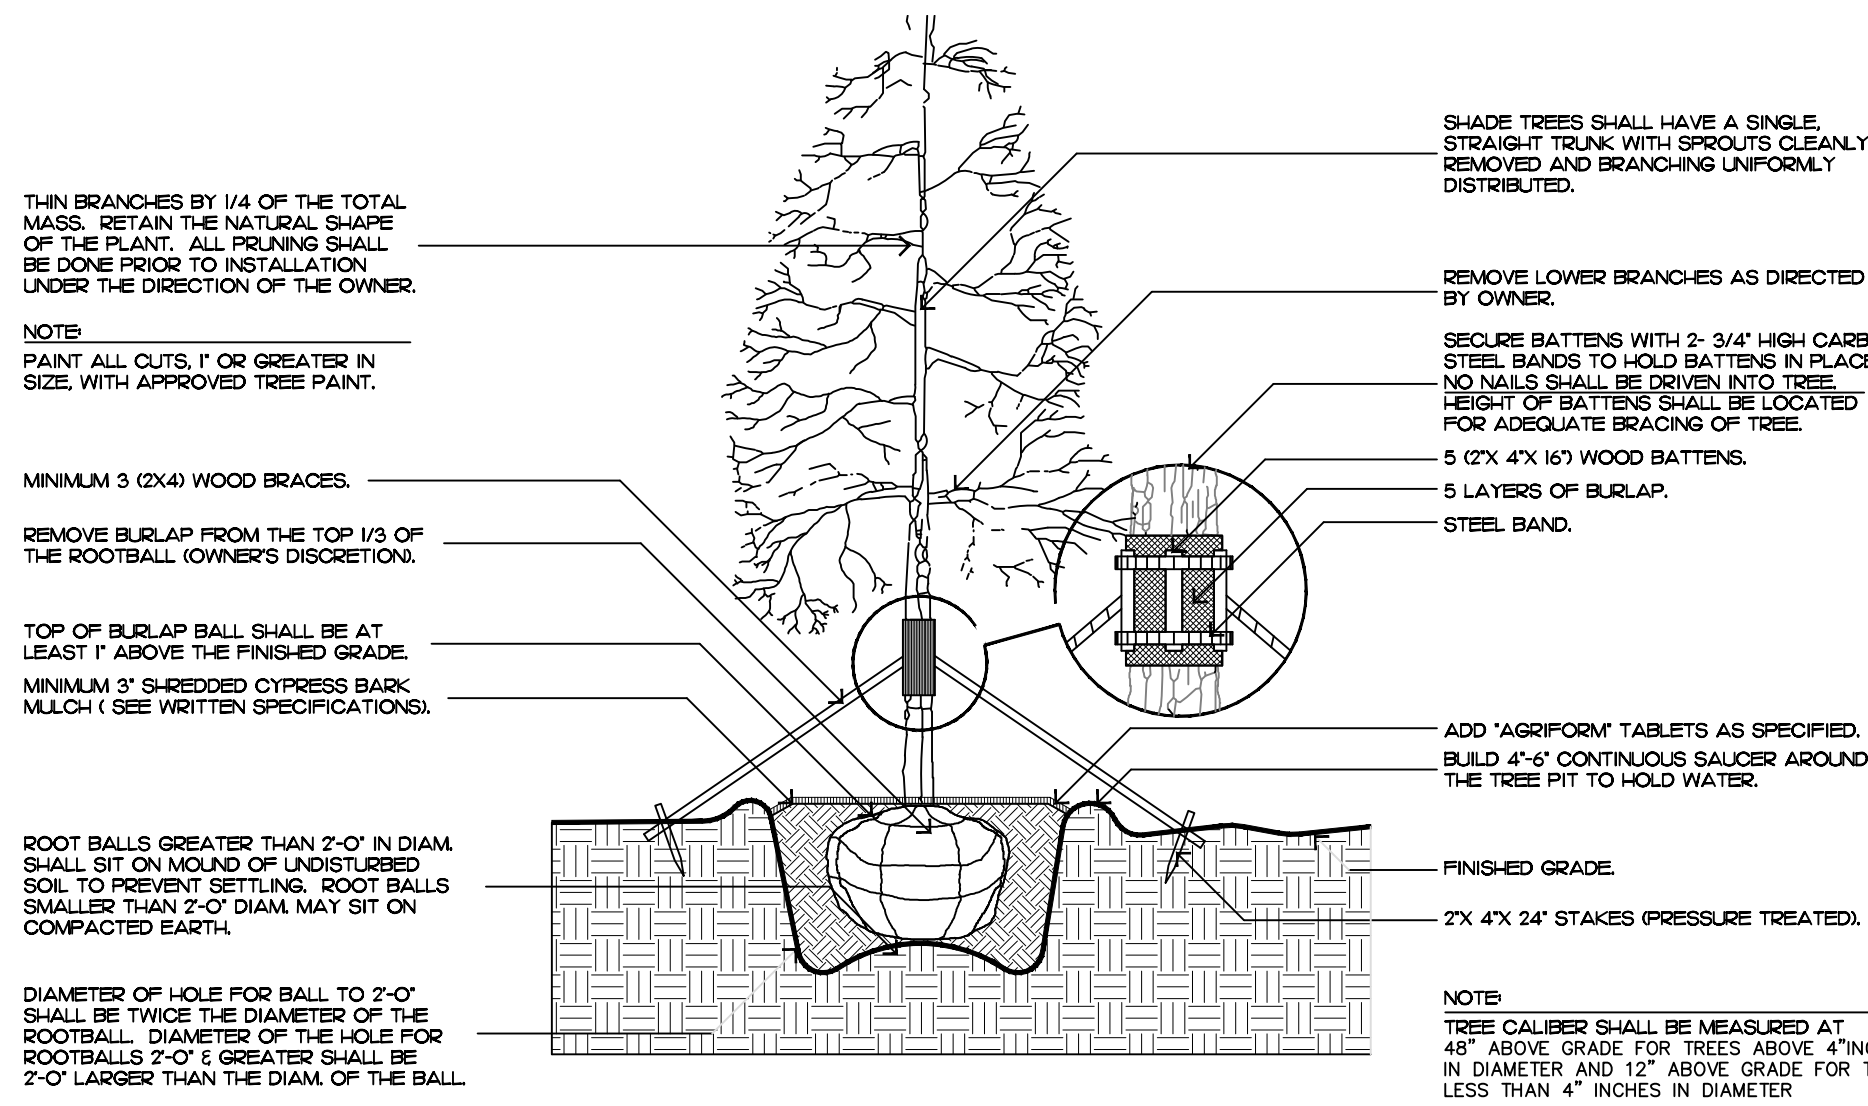 THIN BRANCHES BY 1/4 OF THE TOTAL
MASS. RETAIN THE NATURAL SHAPE
OF THE PLANT. ALL PRUNING SHALL
BE DONE PRIOR TO INSTALLATION
UNDER THE DIRECTION OF THE OWNER.
NOTE:
PAINT ALL CUTS, 1" OR GREATER IN
SIZE, WITH APPROVED TREE PAINT.
MINIMUM 3 (2X4) WOOD BRACES.
REMOVE BURLAP FROM THE TOP 1/3 OF
THE ROOTBALL (OWNER'S DISCRETION).
TOP OF BURLAP BALL SHALL BE AT
LEAST 1" ABOVE THE FINISHED GRADE.
MINIMUM 3" SHREDDED CYPRESS BARK
MULCH ( SEE WRITTEN SPECIFICATIONS).
ROOT BALLS GREATER THAN 2'-0" IN DIAM.
SHALL SIT ON MOUND OF UNDISTURBED
SOIL TO PREVENT SETTLING. ROOT BALLS
SMALLER THAN 2'-0" DIAM. MAY SIT ON
COMPACTED EARTH.
DIAMETER OF HOLE FOR BALL TO 2'-0"
SHALL BE TWICE THE DIAMETER OF THE
ROOTBALL. DIAMETER OF THE HOLE FOR
ROOTBALLS 2'-0" & GREATER SHALL BE
2'-0" LARGER THAN THE DIAM. OF THE BALL.
SHADE TREES SHALL HAVE A SINGLE,
STRAIGHT TRUNK WITH SPROUTS CLEANLY
REMOVED AND BRANCHING UNIFORMLY
DISTRIBUTED.
REMOVE LOWER BRANCHES AS DIRECTED
BY OWNER.
SECURE BATTENS WITH 2- 3/4" HIGH CARB
STEEL BANDS TO HOLD BATTENS IN PLACE
NO NAILS SHALL BE DRIVEN INTO TREE.
HEIGHT OF BATTENS SHALL BE LOCATED
FOR ADEQUATE BRACING OF TREE.
5 (2"X 4"X 16") WOOD BATTENS.
5 LAYERS OF BURLAP.
STEEL BAND.
ADD "AGRIFORM" TABLETS AS SPECIFIED.
BUILD 4"-6" CONTINUOUS SAUCER AROUND
THE TREE PIT TO HOLD WATER.
FINISHED GRADE.
2"X 4"X 24" STAKES (PRESSURE TREATED).
NOTE:
TREE CALIBER SHALL BE MEASURED AT
48" ABOVE GRADE FOR TREES ABOVE 4"INC
IN DIAMETER AND 12" ABOVE GRADE FOR T
LESS THAN 4" INCHES IN DIAMETER